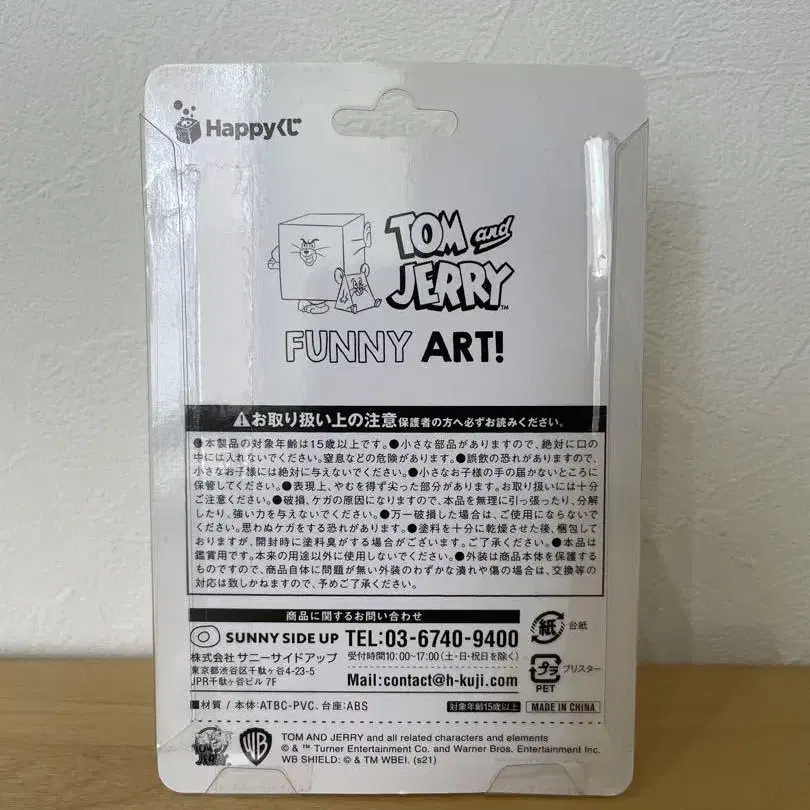 Happyくじ
TOM and
JERRY™
FUNNY ART!
⚠お取り扱い上の注意 保護者の方へ必ずお読みください。
●本製品の対象年齢は15歳以上です。●小さな部品がありますので、絶対に口の
中には入れないでください。窒息などの危険があります。●誤飲の恐れがありますので、
小さなお子様には絶対に与えないでください。●小さなお子様の手の届かないところに
保管してください。●表現上、やむを得ず尖った部分があります。お取り扱いには十分
ご注意ください。●破損、ケガの原因になりますので、本品を無理に引っ張ったり、分解
したり、強い力を与えないでください。●万一破損した場合は、ご使用にならないで
ください。思わぬケガをする恐れがあります。●塗料を十分に乾燥させた後、梱包して
おりますが、開封時に塗料臭がする場合がございます。ご了承ください。●本品は
鑑賞用です。本来の用途以外に使用しないでください。●外装は商品本体を保護する
ものですので、商品自体に問題が無い外装のわずかな潰れや傷の場合は、交換等の
対応は致しかねますので、予めご了承ください。
商品に関するお問い合わせ
SUNNY SIDE UP TEL:03-6740-9400
株式会社 サニーサイドアップ 受付時間10:00~17:00(土・日・祝日を除く)
東京都渋谷区千駄ヶ谷4-23-5
JPR千駄ヶ谷ビル 7F Mail:contact@h-kuji.com
紙 台紙
プラ ブリスター
PET
■材質 / 本体:ATBC-PVC、台座:ABS 対象年齢15歳以上 MADE IN CHINA
TOM and JERRY
WB
TOM AND JERRY and all related characters and elements
© & ™ Turner Entertainment Co. and Warner Bros. Entertainment Inc.
WB SHIELD: © & TM WBEI. (s21)